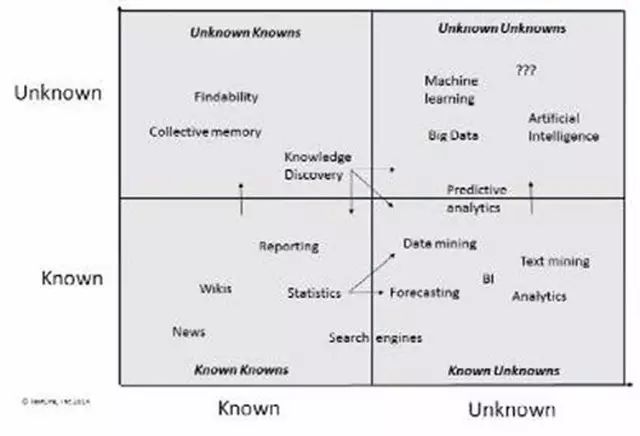 Unknown Knowns
Unknown Unknowns
Unknown
Findability
Collective memory
Knowledge
Discovery
Machine
learning
???
Big Data
Artificial
Intelligence
Predictive
analytics
Known
Reporting
Wikis
Statistics
News
Search engines
Data mining
Text mining
BI
Forecasting
Analytics
Known Knowns
Known Unknowns
Known
Unknown